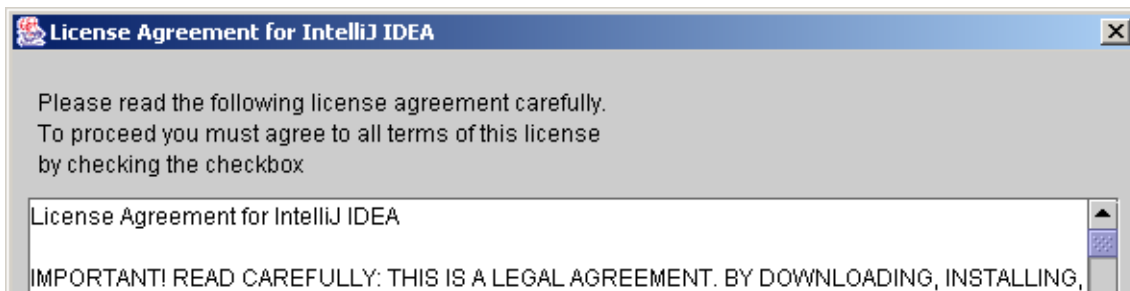 License Agreement for IntelliJ IDEA
Please read the following license agreement carefully.
To proceed you must agree to all terms of this license
by checking the checkbox
License Agreement for IntelliJ IDEA
IMPORTANT! READ CAREFULLY: THIS IS A LEGAL AGREEMENT. BY DOWNLOADING, INSTALLING,